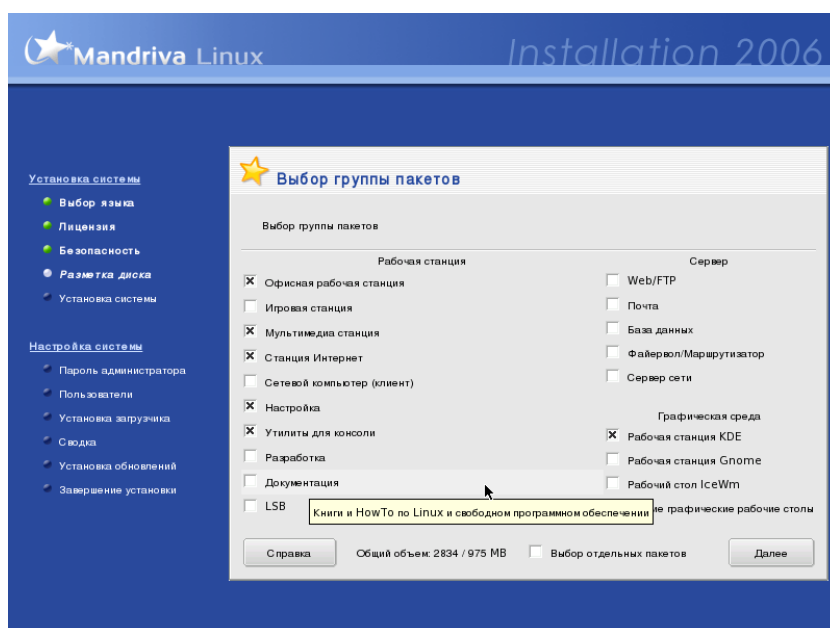 Mandriva Linux
Installation 2006
Установка системы
Выбор языка
Лицензия
Безопасность
Разметка диска
Установка системы
Настройка системы
Пароль администратора
Пользователи
Установка загрузчика
Сводка
Установка обновлений
Завершение установки
Выбор группы пакетов
Выбор группы пакетов
Рабочая станция
Офисная рабочая станция
Игровая станция
Мультимедиа станция
Станция Интернет
Сетевой компьютер (клиент)
Настройка
Утилиты для консоли
Разработка
Документация
LSB
Сервер
Web/FTP
Почта
База данных
Файервол/Маршрутизатор
Сервер сети
Графическая среда
Рабочая станция KDE
Рабочая станция Gnome
Рабочий стол IceWm
графические рабочие столы
Книги и HowTo по Linux и свободном программном обеспечении
Справка
Общий объем: 2834 / 975 MB
Выбор отдельных пакетов
Далее